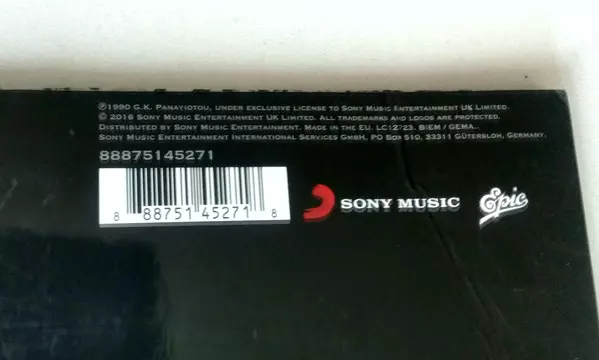 ℗1990 G.K. PANAYIOTOU, UNDER EXCLUSIVE LICENSE TO SONY MUSIC ENTERTAINMENT UK LIMITED.
© 2016 SONY MUSIC ENTERTAINMENT UK LIMITED. ALL TRADEMARKS AND LOGOS ARE PROTECTED.
DISTRIBUTED BY SONY MUSIC ENTERTAINMENT. MADE IN THE EU. LC12723. BIEM / GEMA..
SONY MUSIC ENTERTAINMENT INTERNATIONAL SERVICES GMBH, PO BOX 510, 33311 GÜTERSLOH, GERMANY.
88875145271
8 88751 45271 8
SONY MUSIC
Epic